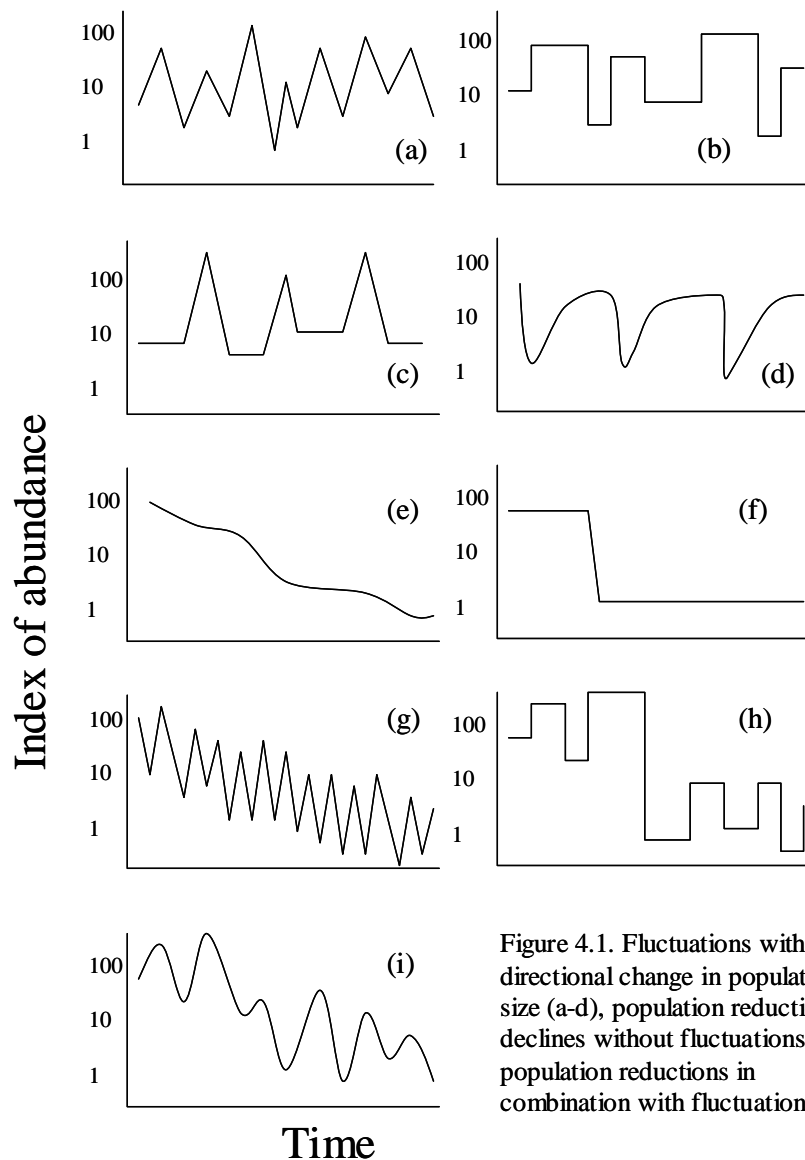 100
10
1
(a)
100
10
1
(b)
100
10
1
(c)
100
10
1
(d)
100
10
1
(e)
100
10
1
(f)
100
10
1
(g)
100
10
1
(h)
100
10
1
(i)
Index of abundance
Time
Figure 4.1. Fluctuations with
directional change in populat
size (a-d), population reducti
declines without fluctuations
population reductions in
combination with fluctuation